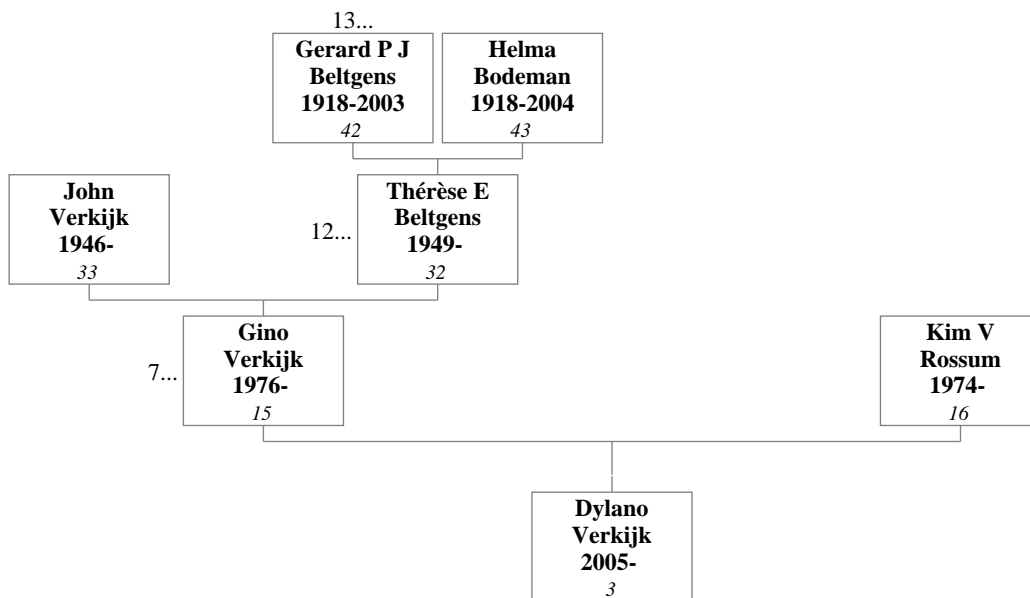 13...
Gerard P J
Beltgens
1918-2003
42
Helma
Bodeman
1918-2004
43
John
Verkijk
1946-
33
12...
Thérèse E
Beltgens
1949-
32
7...
Gino
Verkijk
1976-
15
Kim V
Rossum
1974-
16
Dylano
Verkijk
2005-
3